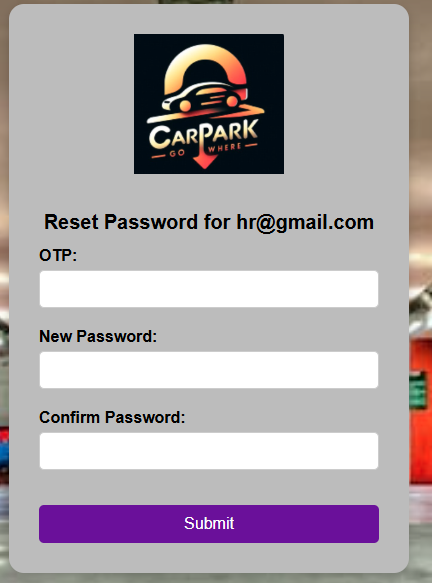 CARPARK
GO WHERE
Reset Password for hr@gmail.com
OTP:
New Password:
Confirm Password:
Submit